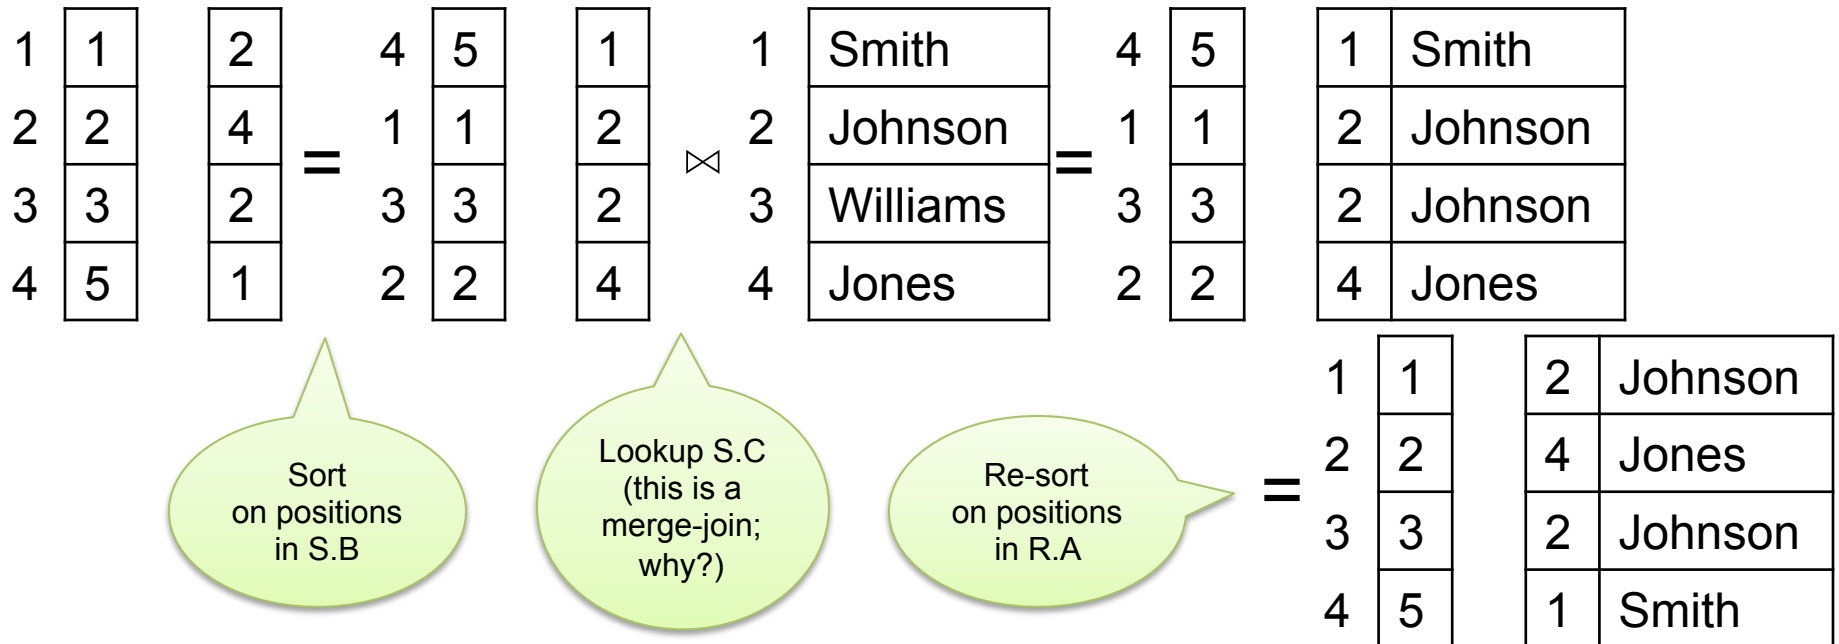 1 1 2 4 5 1 1 Smith 4 5 1 Smith
2 2 4 = 1 1 2 ⋈ 2 Johnson = 1 1 2 Johnson
3 3 2 3 3 2 3 Williams 3 3 2 Johnson
4 5 1 2 2 4 4 Jones 2 2 4 Jones
Sort
on positions
in S.B
Lookup S.C
(this is a
merge-join;
why?)
Re-sort
on positions
in R.A
=
1 1 2 Johnson
2 2 4 Jones
3 3 2 Johnson
4 5 1 Smith